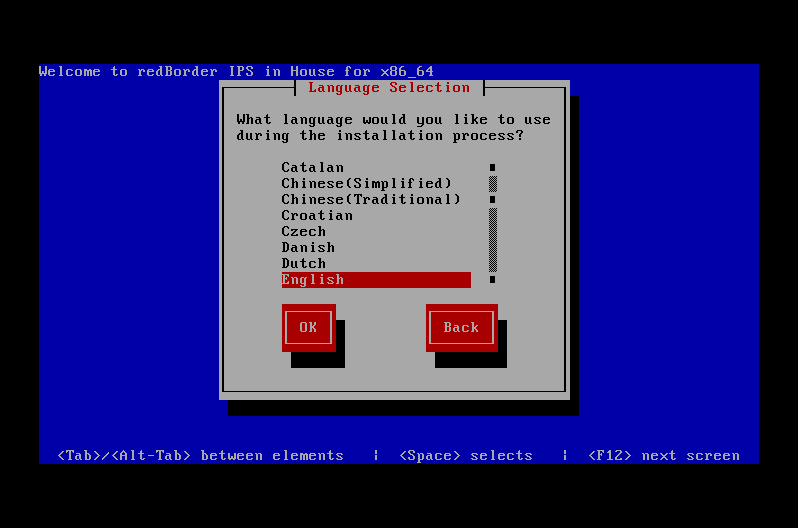 Welcome to redBorder IPS in House for x86_64
Language Selection
What language would you like to use
during the installation process?
Catalan
Chinese(Simplified)
Chinese(Traditional)
Croatian
Czech
Danish
Dutch
English
OK Back
<Tab>/<Alt-Tab> between elements | <Space> selects | <F12> next screen